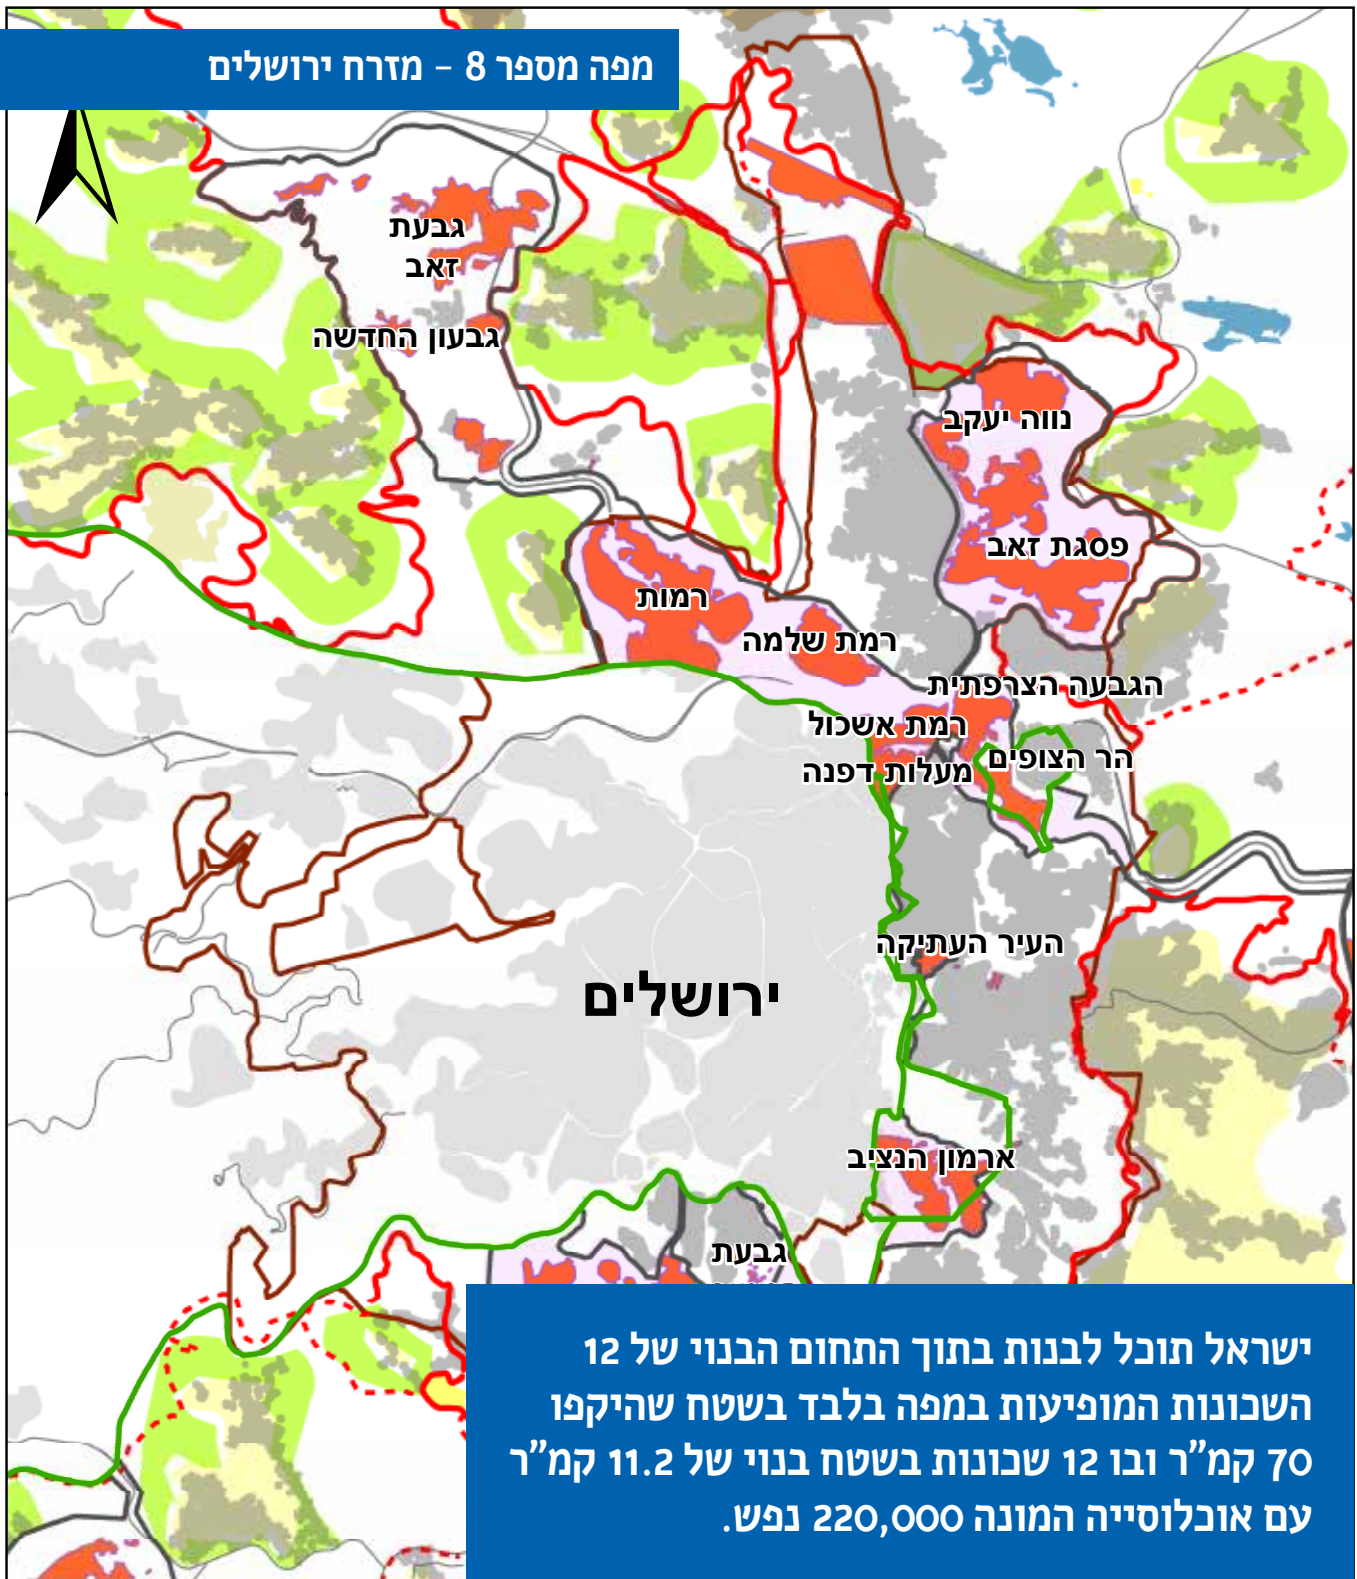 מפה מספר 8 – מזרח ירושלים
גבעת
זאב
גבעון החדשה
נווה יעקב
פסגת זאב
רמות
רמת שלמה
הגבעה הצרפתית
רמת אשכול
הר הצופים
מעלות דפנה
העיר העתיקה
ירושלים
ארמון הנציב
גבעת
ישראל תוכל לבנות בתוך התחום הבנוי של 12
השכונות המופיעות במפה בלבד בשטח שהיקפו
70 קמ"ר ובו 12 שכונות בשטח בנוי של 11.2 קמ"ר
עם אוכלוסייה המונה 220,000 נפש.